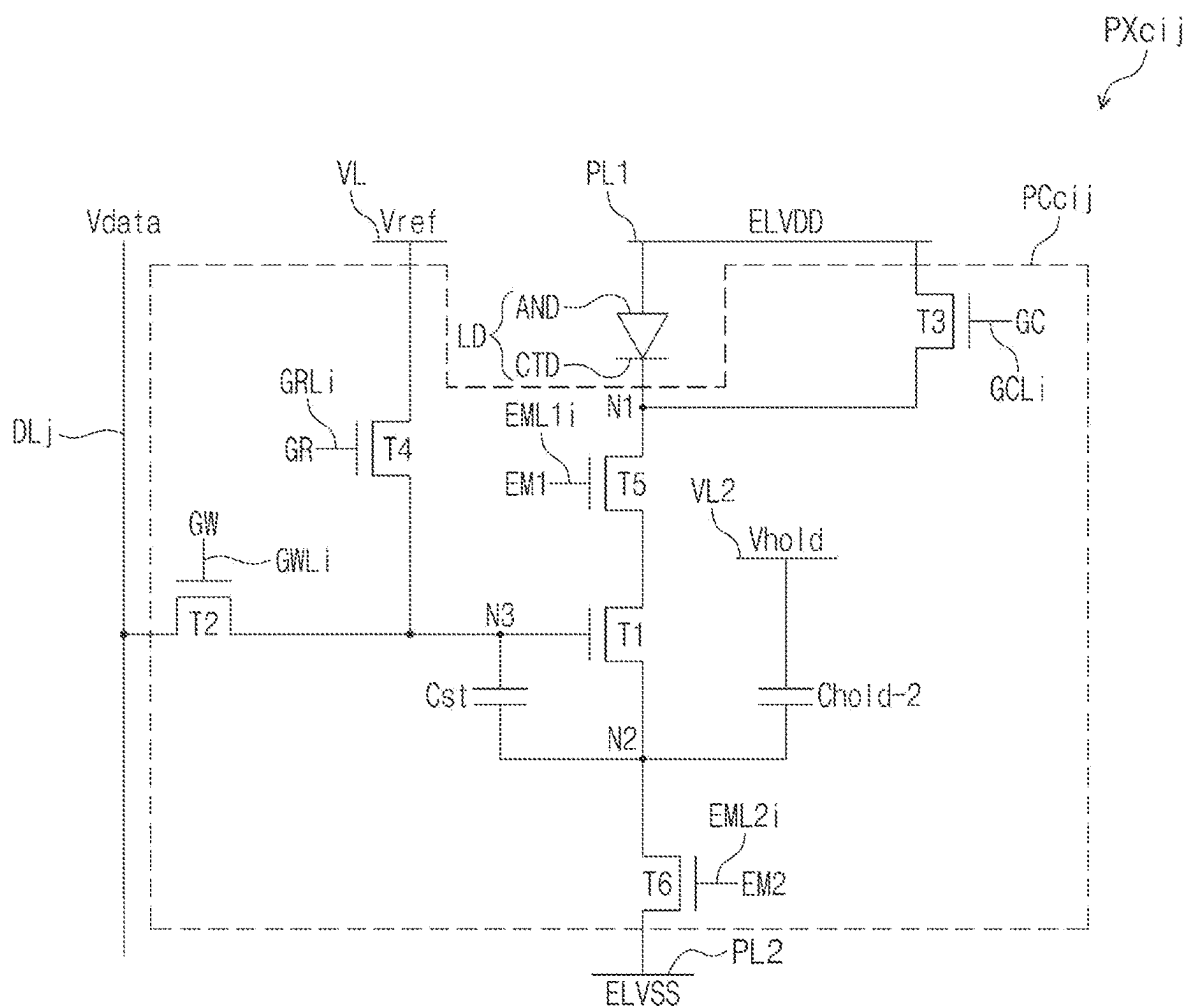 PXcij
VL
PL1
PCcij
Vdata
Vref
ELVDD
LD
AND
CTD
T3
GC
GCLi
GRLi
N1
DLj
GR
T4
EML1i
EM1
T5
VL2
Vhold
GW
GWLi
T2
N3
T1
Cst
Chold-2
N2
EML2i
T6
EM2
PL2
ELVSS